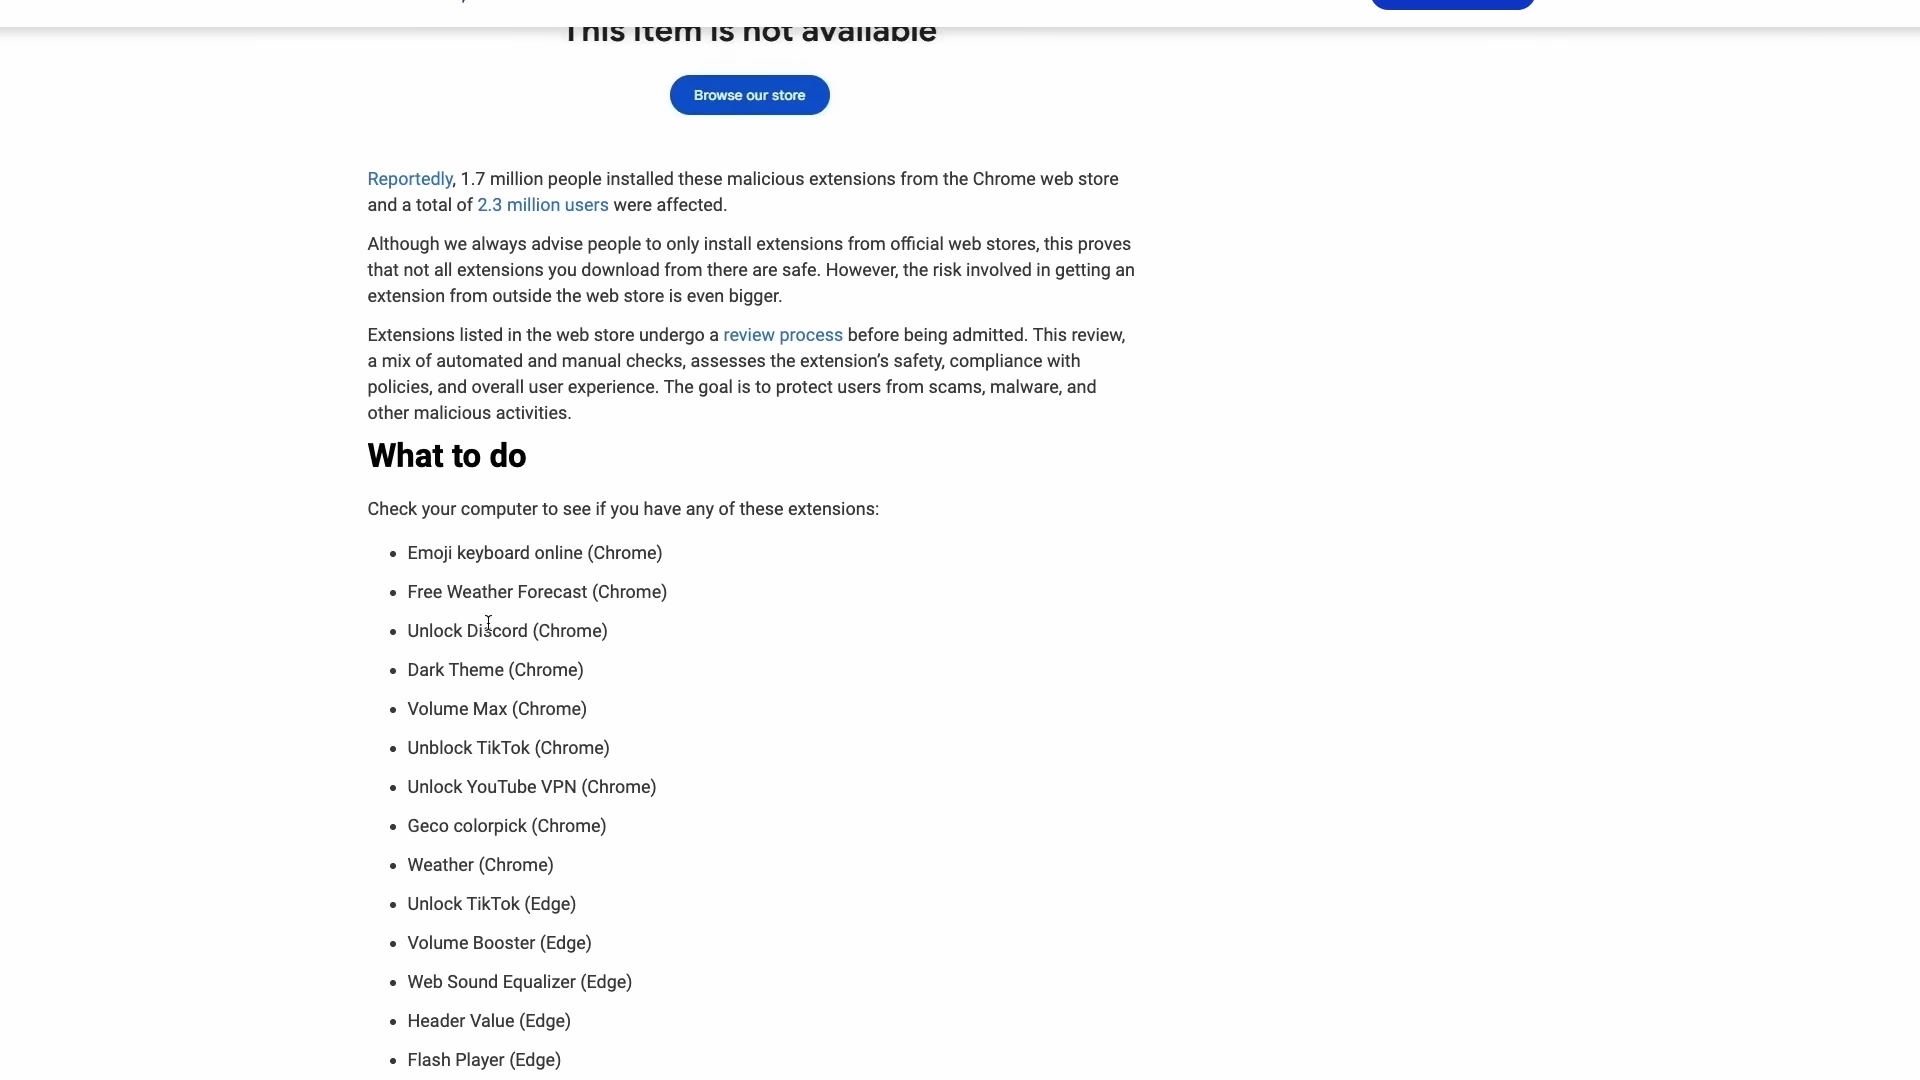 This item is not available
Browse our store
Reportedly, 1.7 million people installed these malicious extensions from the Chrome web store
and a total of 2.3 million users were affected.
Although we always advise people to only install extensions from official web stores, this proves
that not all extensions you download from there are safe. However, the risk involved in getting an
extension from outside the web store is even bigger.
Extensions listed in the web store undergo a review process before being admitted. This review,
a mix of automated and manual checks, assesses the extension’s safety, compliance with
policies, and overall user experience. The goal is to protect users from scams, malware, and
other malicious activities.
What to do
Check your computer to see if you have any of these extensions:
• Emoji keyboard online (Chrome)
• Free Weather Forecast (Chrome)
• Unlock Discord (Chrome)
• Dark Theme (Chrome)
• Volume Max (Chrome)
• Unblock TikTok (Chrome)
• Unlock YouTube VPN (Chrome)
• Geco colorpick (Chrome)
• Weather (Chrome)
• Unlock TikTok (Edge)
• Volume Booster (Edge)
• Web Sound Equalizer (Edge)
• Header Value (Edge)
• Flash Player (Edge)